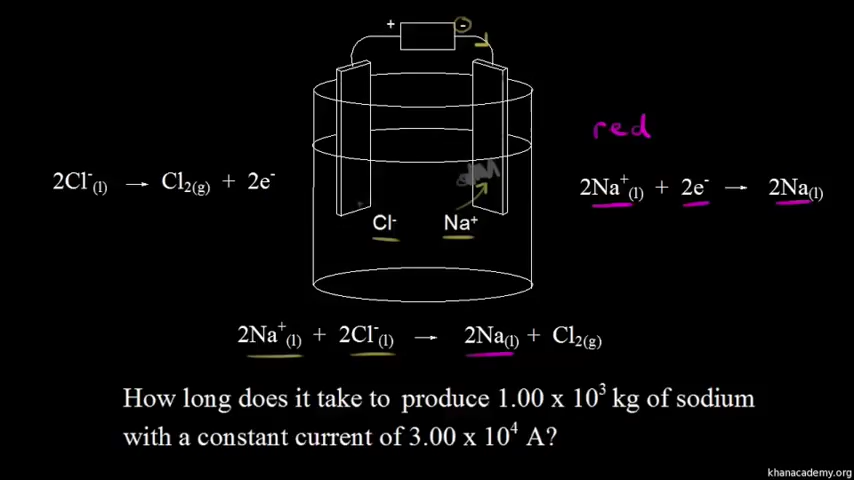 + -
red
2Cl⁻(l) → Cl₂(g) + 2e⁻
2Na⁺(l) + 2e⁻ → 2Na(l)
Cl⁻ Na⁺
2Na⁺(l) + 2Cl⁻(l) → 2Na(l) + Cl₂(g)
How long does it take to produce 1.00 x 10³ kg of sodium
with a constant current of 3.00 x 10⁴ A?
khanacademy.org